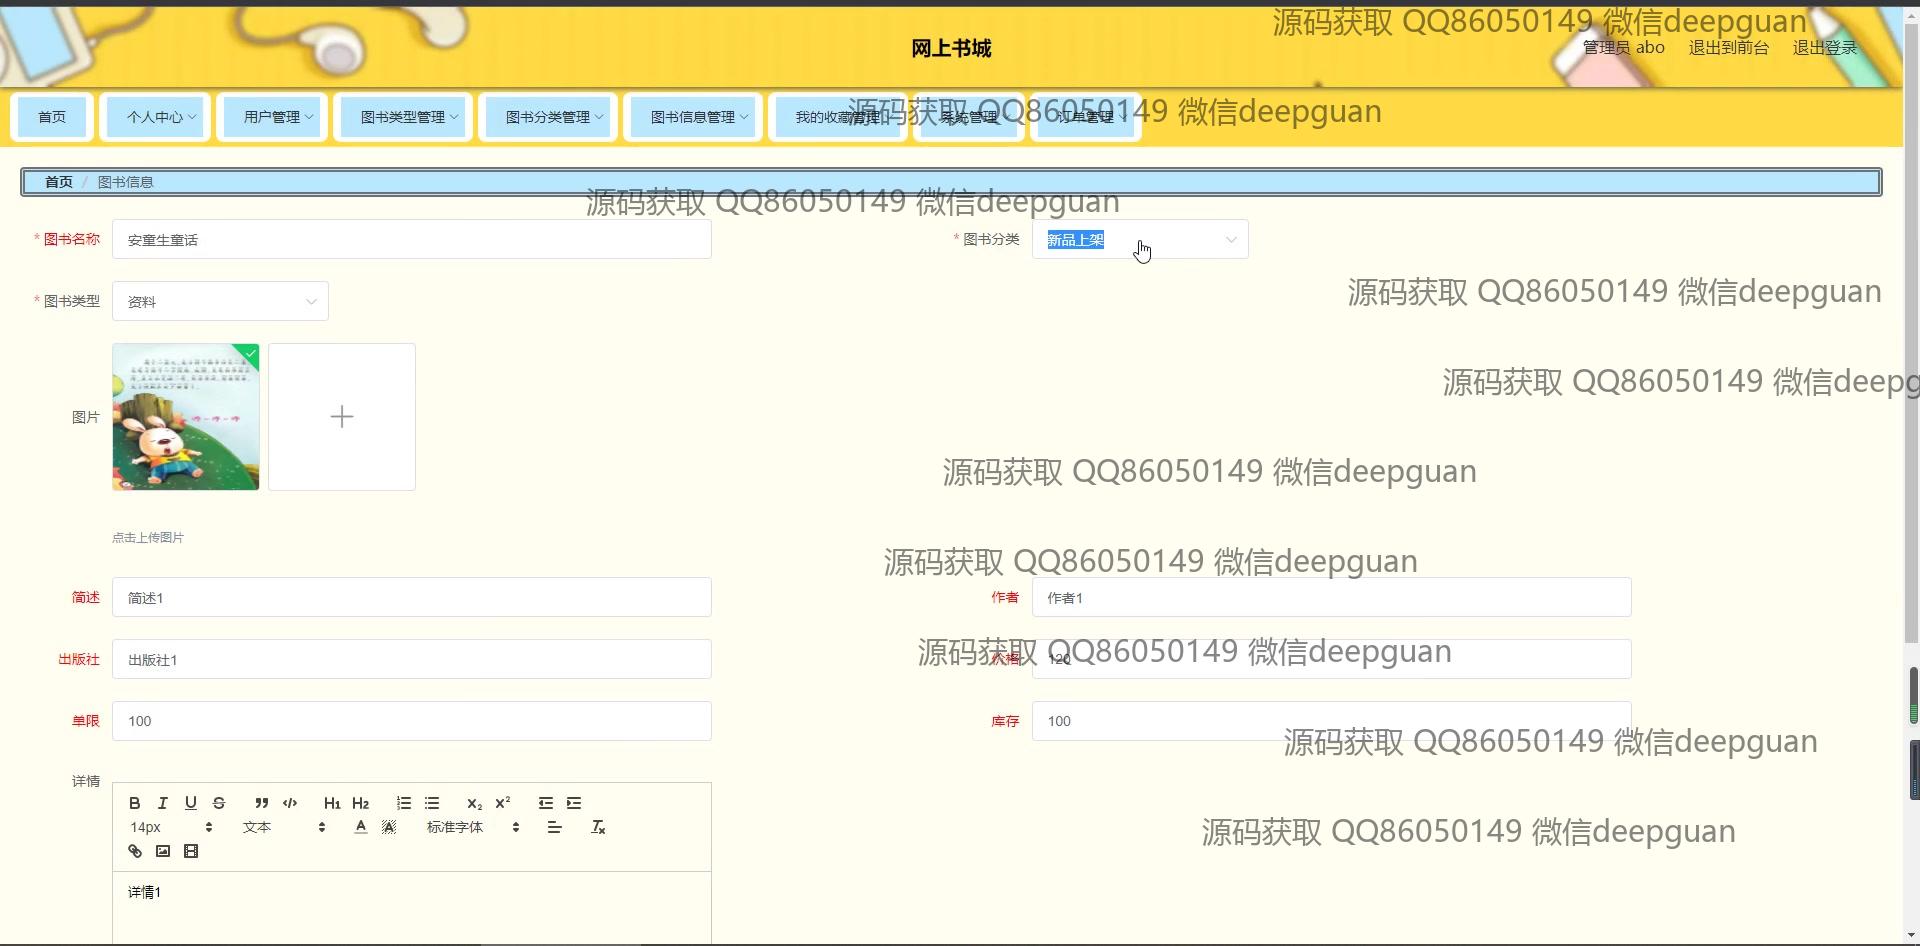 源码获取 QQ86050149 微信deepguan
网上书城
管理员 abo 退出到前台 退出登录
首页 个人中心 用户管理 图书类型管理 图书分类管理 图书信息管理 我的收藏管理 系统管理 订单管理
源码获取 QQ86050149 微信deepguan
首页 / 图书信息
源码获取 QQ86050149 微信deepguan
* 图书名称 安童生童话 * 图书分类 新品上架
源码获取 QQ86050149 微信deepguan
* 图书类型 资料
源码获取 QQ86050149 微信deepg
图片
源码获取 QQ86050149 微信deepguan
点击上传图片
源码获取 QQ86050149 微信deepguan
简述 简述1 作者 作者1
源码获取 QQ86050149 微信deepguan
出版社 出版社1 价格 120
单限 100 库存 100
源码获取 QQ86050149 微信deepguan
详情
B I U S H1 H2 X2 X2
14px 文本 A A 标准字体 Tx
源码获取 QQ86050149 微信deepguan
详情1